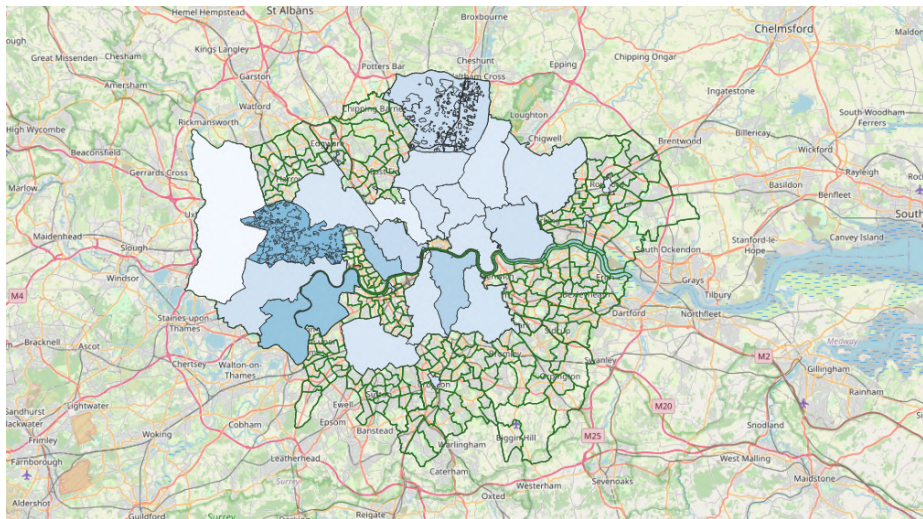 Hemel Hempstead
St Albans
Broxbourne
Chelmsford
Great Missenden
Chesham
Kings Langley
Potters Bar
Cheshunt
Epping
Chipping Ongar
Amersham
Garston
Watford
Ingatestone
High Wycombe
Rickmansworth
Loughton
Chigwell
South Woodham
Ferrers
Beaconsfield
Brentwood
Billericay
Wickford
Marlow
Gerrards Cross
Rayleigh
Basildon
Benfleet
Maidenhead
Slough
South Ockendon
Stanford-le-
Hope
Canvey Island
Windsor
M4
Grays
Tilbury
Dartford
Northfleet
Staines-upon
Thames
Bracknell
Ascot
Swanley
M2
Medway
Chertsey
Walton-on
Thames
Gillingham
Orpington
Rainham
Lightwater
Ewell
M20
Cobham
Epsom
Banstead
Snodland
Woking
Biggin Hill
M25
Frimley
Leatherhead
Warlingham
West Malling
Farnborough
Caterham
Sevenoaks
Maidstone
Surrey
Westerham
Aldershot
Oxted
Guildford
Reigate